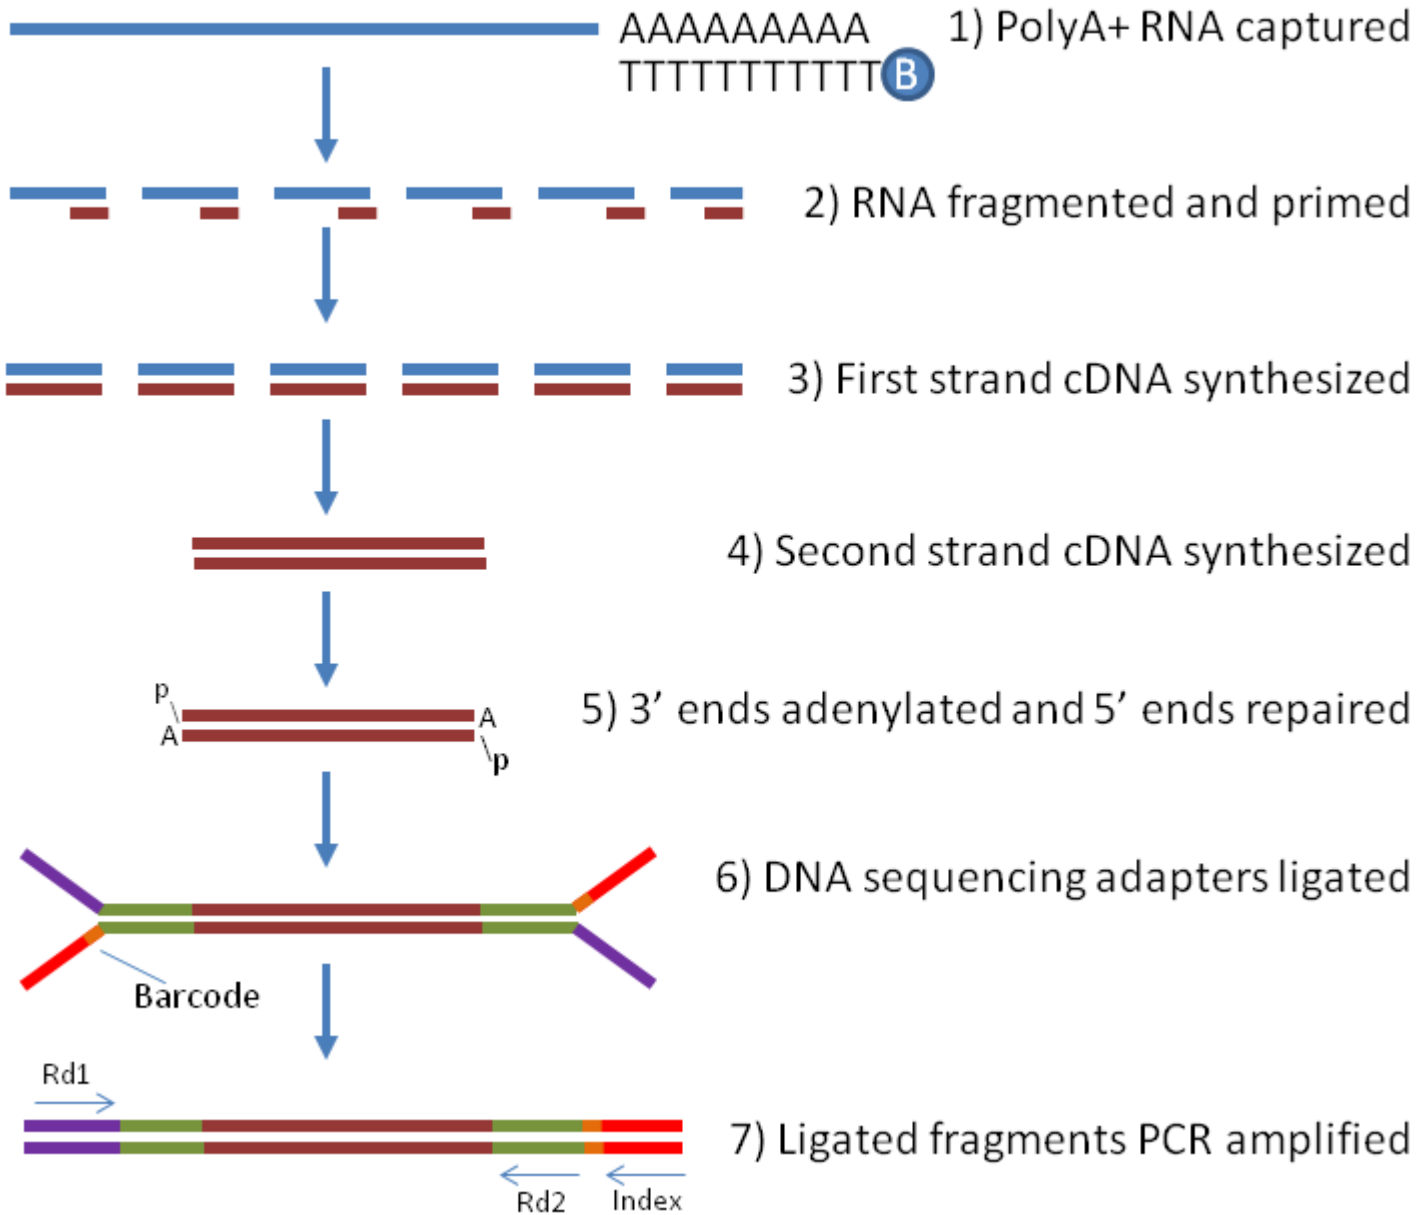 AAAAAAAAA 1) PolyA+ RNA captured
TTTTTTTTTTT B
2) RNA fragmented and primed
3) First strand cDNA synthesized
4) Second strand cDNA synthesized
p
5) 3’ ends adenylated and 5’ ends repaired
A
A
p
6) DNA sequencing adapters ligated
Barcode
Rd1
7) Ligated fragments PCR amplified
Rd2 Index